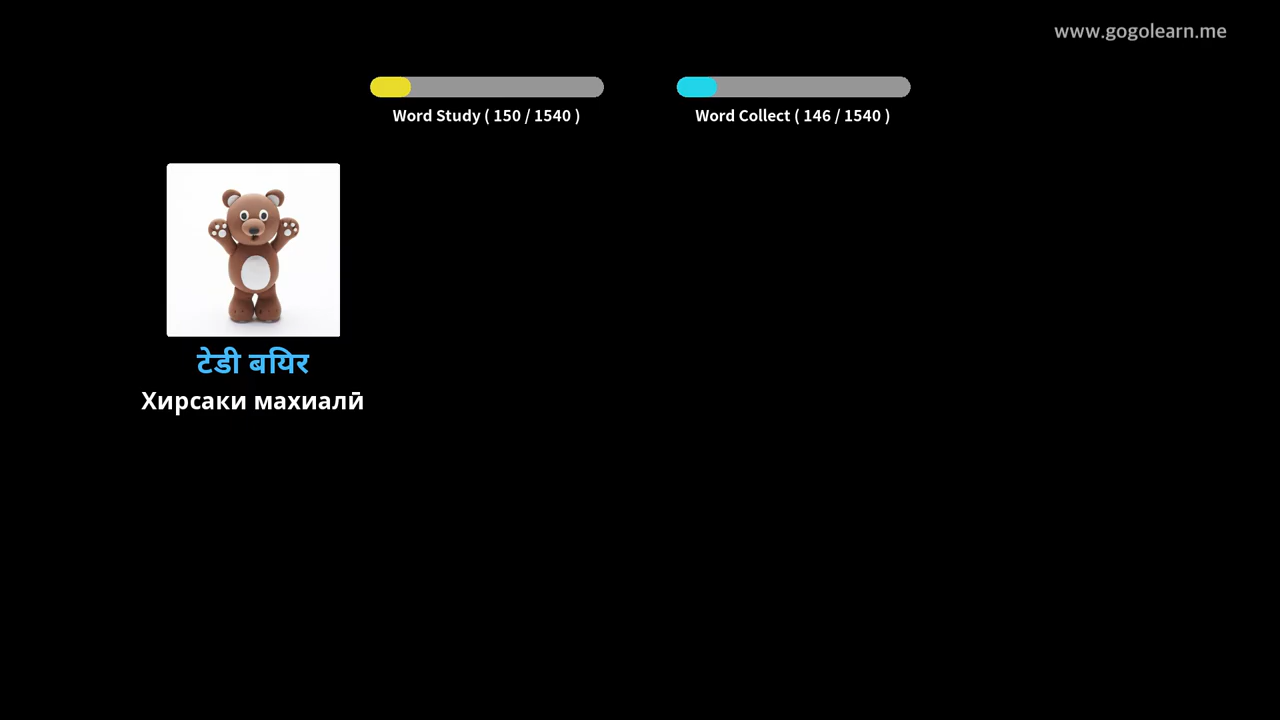 www.gogolearn.me
Word Study ( 150 / 1540 )
Word Collect ( 146 / 1540 )
टेडी बयिर
Хирсаки махиалӣ